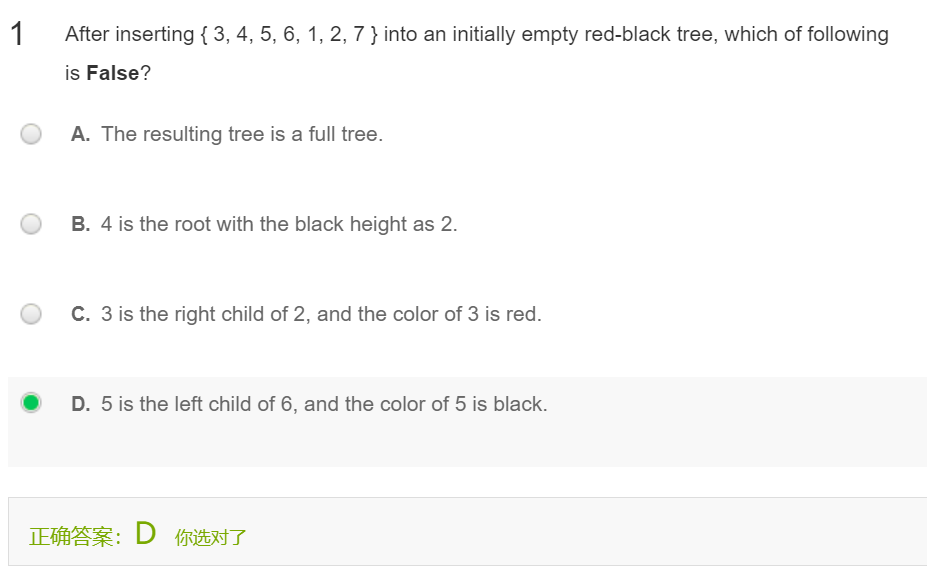 1 After inserting { 3, 4, 5, 6, 1, 2, 7 } into an initially empty red-black tree, which of following
is False?
A. The resulting tree is a full tree.
B. 4 is the root with the black height as 2.
C. 3 is the right child of 2, and the color of 3 is red.
D. 5 is the left child of 6, and the color of 5 is black.
正确答案： D 你选对了